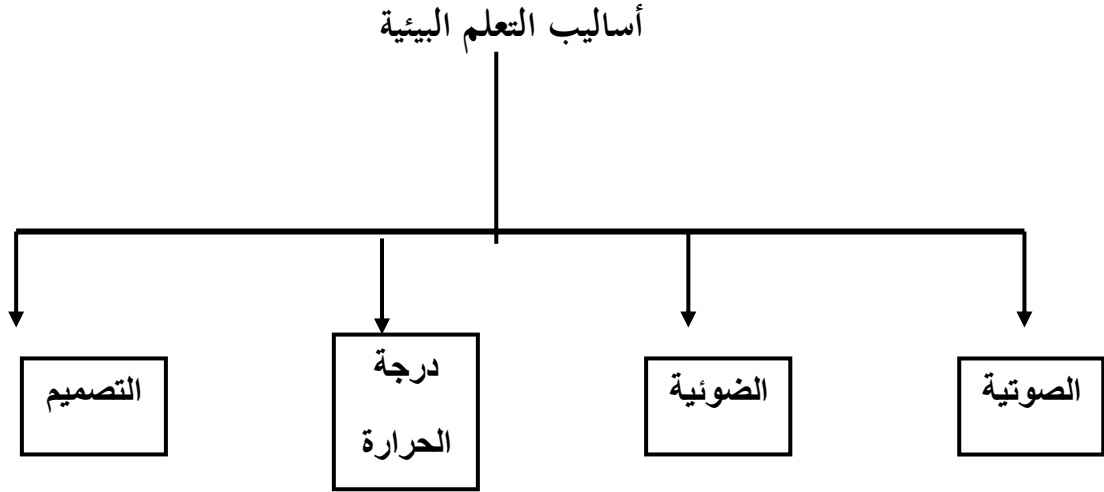 أساليب التعلم البيئية
الصوتية
الضوئية
درجة
الحرارة
التصميم